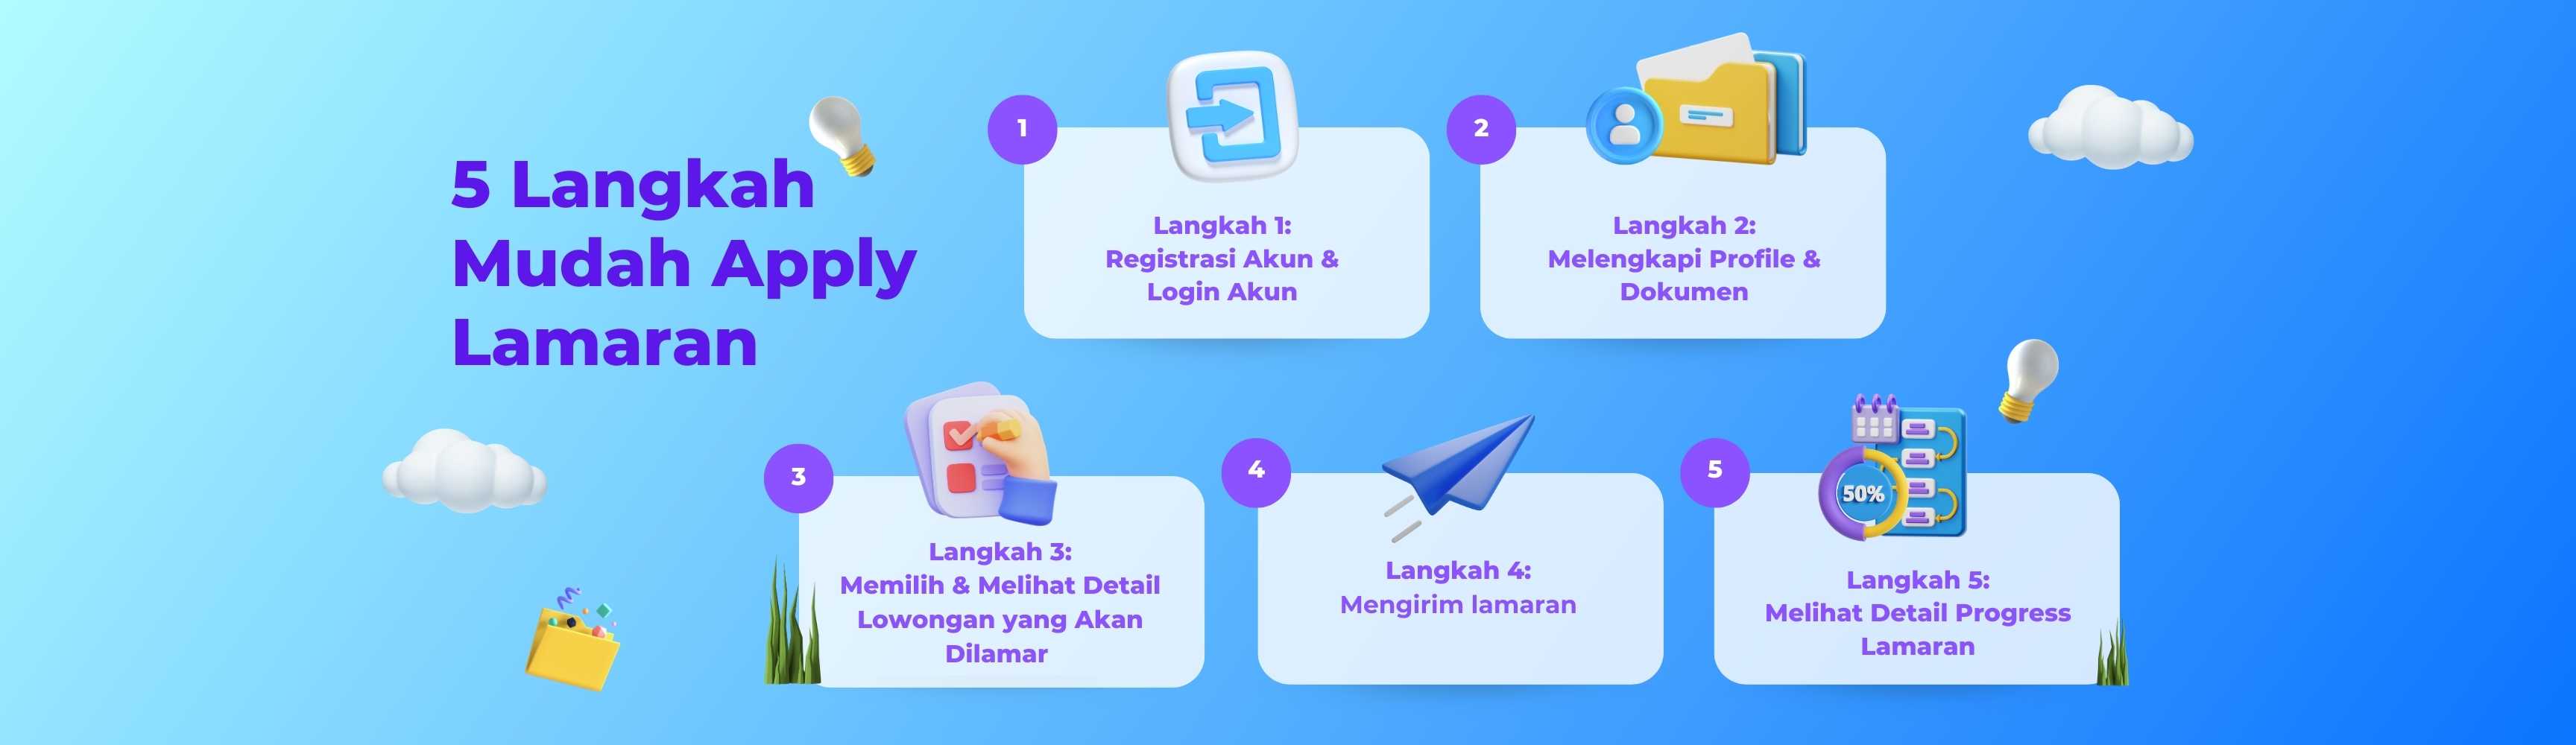 5 Langkah
Mudah Apply
Lamaran
1
Langkah 1:
Registrasi Akun &
Login Akun
2
Langkah 2:
Melengkapi Profile &
Dokumen
3
Langkah 3:
Memilih & Melihat Detail
Lowongan yang Akan
Dilamar
4
Langkah 4:
Mengirim lamaran
5
50%
Langkah 5:
Melihat Detail Progress
Lamaran